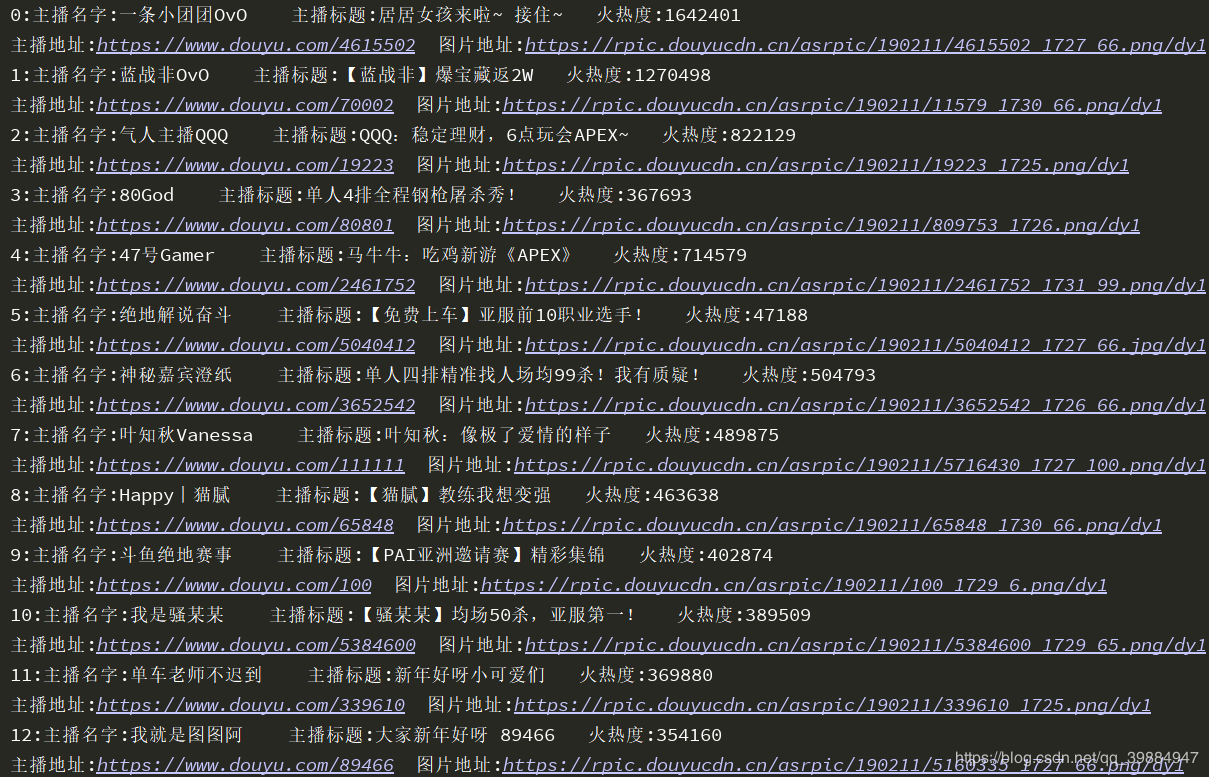 0:主播名字:一条小团团OvO 主播标题:居居女孩来啦~ 接住~ 火热度:1642401
主播地址:https://www.douyu.com/4615502 图片地址:https://rpic.douyucdn.cn/asrpic/190211/4615502_1727_66.png/dy1
1:主播名字:蓝战非OvO 主播标题:【蓝战非】爆宝藏返2W 火热度:1270498
主播地址:https://www.douyu.com/70002 图片地址:https://rpic.douyucdn.cn/asrpic/190211/11579_1730_66.png/dy1
2:主播名字:气人主播QQQ 主播标题:QQQ：稳定理财，6点玩会APEX~ 火热度:822129
主播地址:https://www.douyu.com/19223 图片地址:https://rpic.douyucdn.cn/asrpic/190211/19223_1725.png/dy1
3:主播名字:80God 主播标题:单人4排全程钢枪屠杀秀！ 火热度:367693
主播地址:https://www.douyu.com/80801 图片地址:https://rpic.douyucdn.cn/asrpic/190211/809753_1726.png/dy1
4:主播名字:47号Gamer 主播标题:马牛牛：吃鸡新游《APEX》 火热度:714579
主播地址:https://www.douyu.com/2461752 图片地址:https://rpic.douyucdn.cn/asrpic/190211/2461752_1731_99.png/dy1
5:主播名字:绝地解说奋斗 主播标题:【免费上车】亚服前10职业选手！ 火热度:47188
主播地址:https://www.douyu.com/5040412 图片地址:https://rpic.douyucdn.cn/asrpic/190211/5040412_1727_66.jpg/dy1
6:主播名字:神秘嘉宾澄纸 主播标题:单人四排精准找人场均99杀！我有质疑！ 火热度:504793
主播地址:https://www.douyu.com/3652542 图片地址:https://rpic.douyucdn.cn/asrpic/190211/3652542_1726_66.png/dy1
7:主播名字:叶知秋Vanessa 主播标题:叶知秋：像极了爱情的样子 火热度:489875
主播地址:https://www.douyu.com/111111 图片地址:https://rpic.douyucdn.cn/asrpic/190211/5716430_1727_100.png/dy1
8:主播名字:Happy丨猫腻 主播标题:【猫腻】教练我想变强 火热度:463638
主播地址:https://www.douyu.com/65848 图片地址:https://rpic.douyucdn.cn/asrpic/190211/65848_1730_66.png/dy1
9:主播名字:斗鱼绝地赛事 主播标题:【PAI亚洲邀请赛】精彩集锦 火热度:402874
主播地址:https://www.douyu.com/100 图片地址:https://rpic.douyucdn.cn/asrpic/190211/100_1729_6.png/dy1
10:主播名字:我是骚某某 主播标题:【骚某某】均场50杀，亚服第一！ 火热度:389509
主播地址:https://www.douyu.com/5384600 图片地址:https://rpic.douyucdn.cn/asrpic/190211/5384600_1729_65.png/dy1
11:主播名字:单车老师不迟到 主播标题:新年好呀小可爱们 火热度:369880
主播地址:https://www.douyu.com/339610 图片地址:https://rpic.douyucdn.cn/asrpic/190211/339610_1725.png/dy1
12:主播名字:我就是图图阿 主播标题:大家新年好呀 89466 火热度:354160
主播地址:https://www.douyu.com/89466 图片地址:https://rpic.douyucdn.cn/asrpic/190211/5160335_1727_66.png/dy1
https://blog.csdn.net/qq_39884947